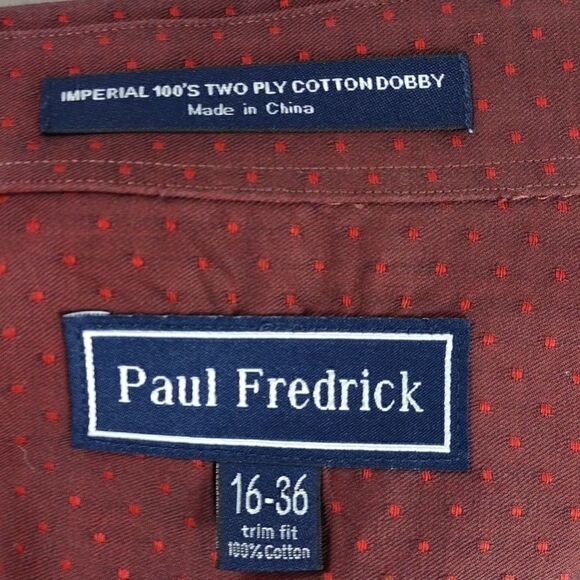 IMPERIAL 100'S TWO PLY COTTON DOBBY
Made in China
Paul Fredrick
16-36
trim fit
100% Cotton